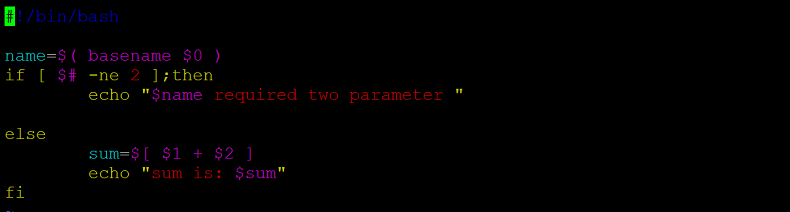 #!/bin/bash
name=$( basename $0 )
if [ $# -ne 2 ];then
echo "$name required two parameter "
else
sum=$[ $1 + $2 ]
echo "sum is: $sum"
fi